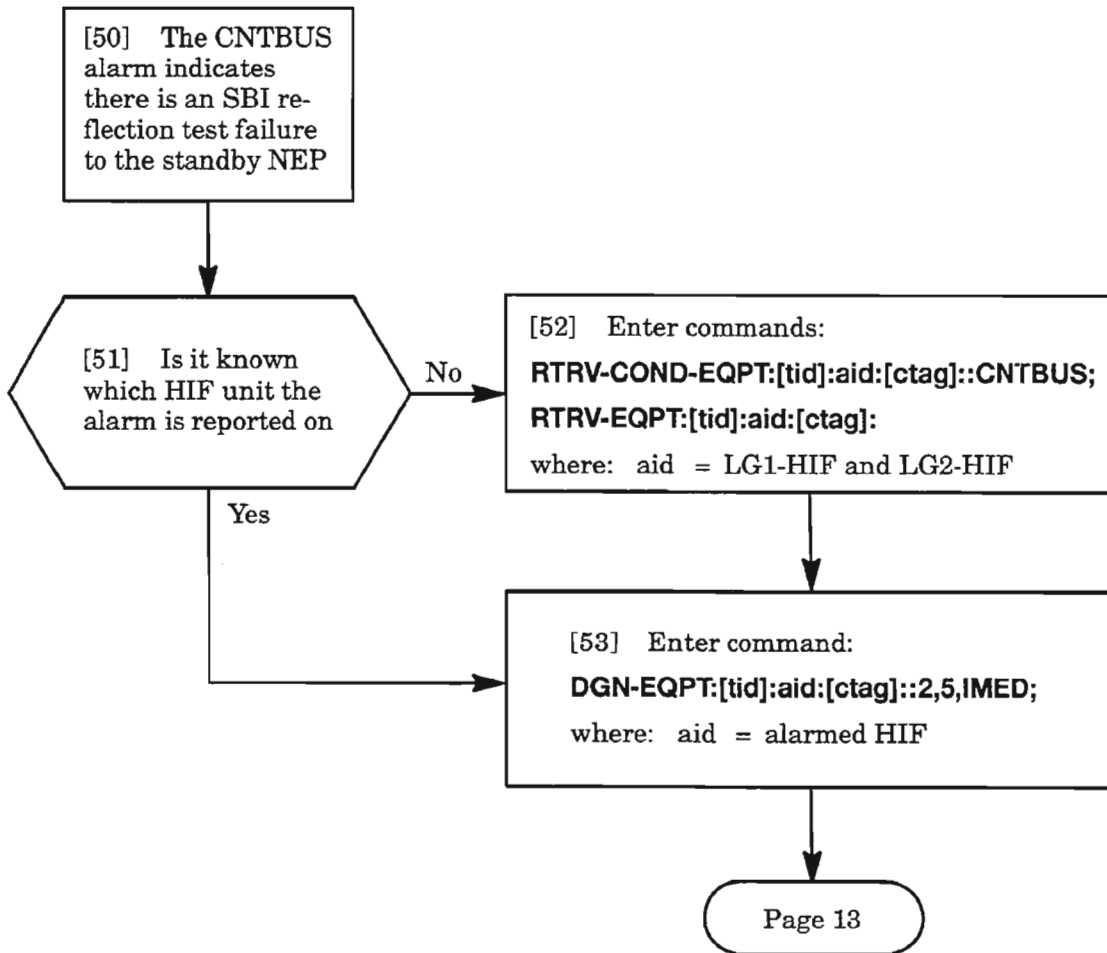 [50] The CNTBUS
alarm indicates
there is an SBI re-
flection test failure
to the standby NEP
[51] Is it known
which HIF unit the
alarm is reported on
No
Yes
[52] Enter commands:
RTRV-COND-EQPT:[tid]:aid:[ctag]::CNTBUS;
RTRV-EQPT:[tid]:aid:[ctag]:
where: aid = LG1-HIF and LG2-HIF
[53] Enter command:
DGN-EQPT:[tid]:aid:[ctag]::2,5,IMED;
where: aid = alarmed HIF
Page 13